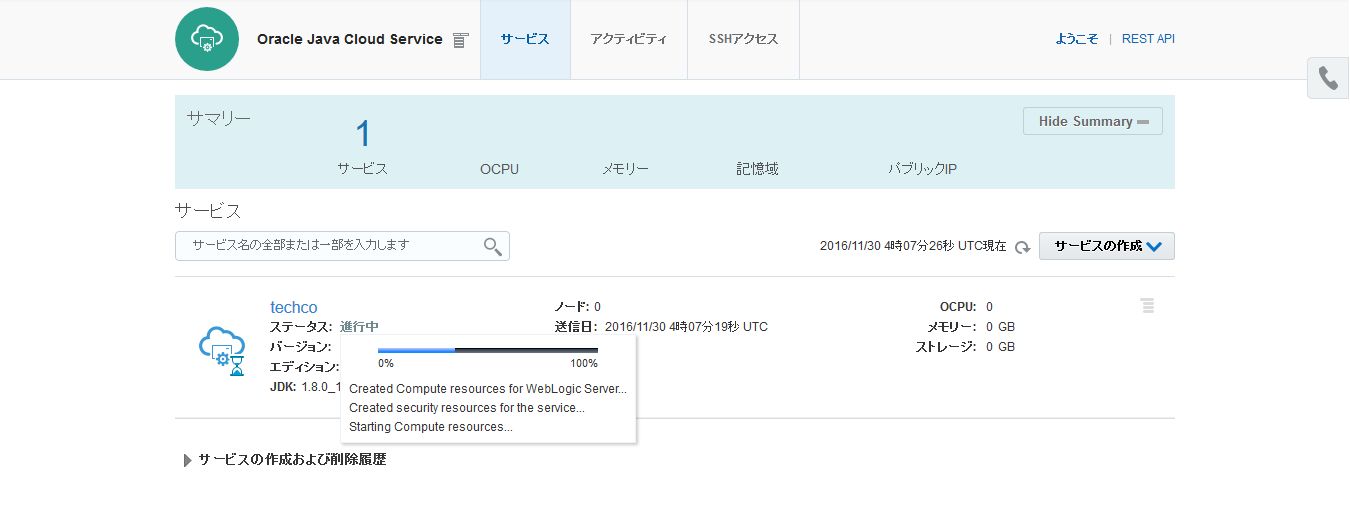 Oracle Java Cloud Service
サービス
アクティビティ
SSHアクセス
ようこそ | REST API
サマリー
1
Hide Summary
サービス
OCPU
メモリー
記憶域
パブリックIP
サービス
サービス名の全部または一部を入力します
2016/11/30 4時07分26秒 UTC現在
サービスの作成
techco
ステータス: 進行中
バージョン:
エディション:
JDK: 1.8.0_1
ノード: 0
送信日: 2016/11/30 4時07分19秒 UTC
OCPU: 0
メモリー: 0 GB
ストレージ: 0 GB
0% 100%
Created Compute resources for WebLogic Server...
Created security resources for the service...
Starting Compute resources...
サービスの作成および削除履歴